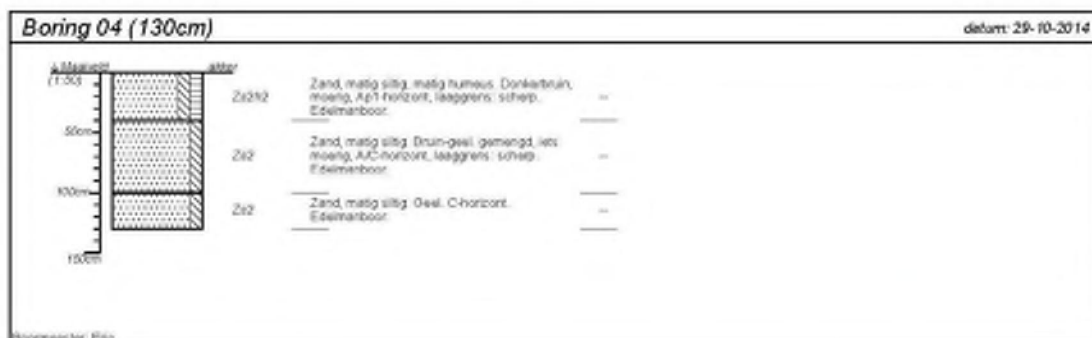 Boring 04 (130cm) datum: 29-10-2014
Maaiveld akker
(1:50)
Zs2h2 Zand, matig siltig, matig humeus. Donkerbruin,
moerig, Ap1-horizont, laaggrens: scherp.
Edelmanboor. --
50cm
Zs2 Zand, matig siltig. Bruin-geel, gemengd, iets
moerig, A/C-horizont, laaggrens: scherp.
Edelmanboor. --
100cm
Zs2 Zand, matig siltig. Geel. C-horizont.
Edelmanboor. --
150cm
Boormeester: